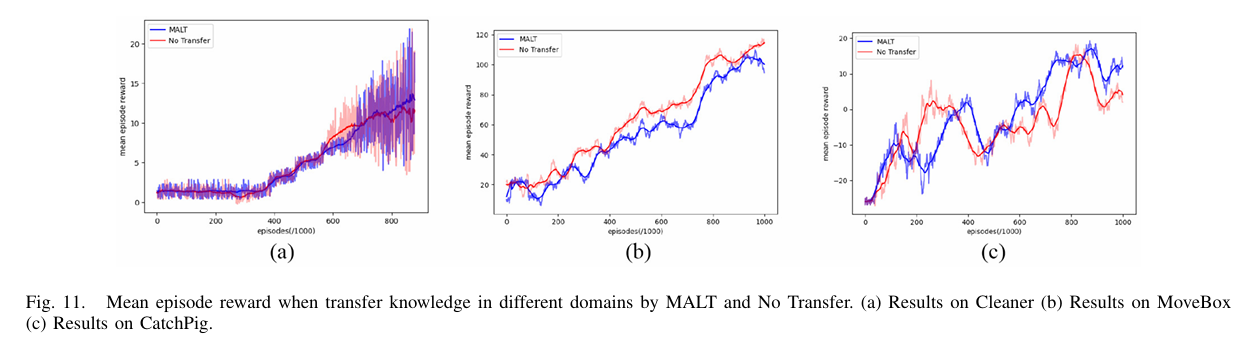 MALT
No Transfer
20
15
10
5
0
mean episode reward
0
200
400
600
800
episodes(/1000)
(a)
MALT
No Transfer
120
100
80
60
40
20
mean episode reward
0
200
400
600
800
1000
episodes(/1000)
(b)
MALT
No Transfer
20
10
0
−10
−20
mean episode reward
0
200
400
600
800
1000
episodes(/1000)
(c)
Fig. 11. Mean episode reward when transfer knowledge in different domains by MALT and No Transfer. (a) Results on Cleaner (b) Results on MoveBox
(c) Results on CatchPig.